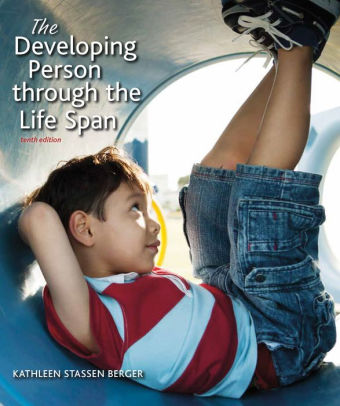 The
Developing
Person
through the
Life Span
tenth edition
KATHLEEN STASSEN BERGER